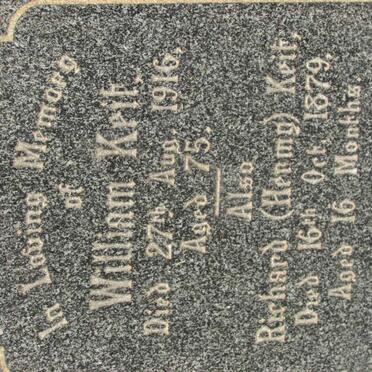 In Loving Memory
of
William Krit.
Died 27th Aug. 1916,
Aged 75.
Also
Richard (Hanny) Krit,
Died 16th Oct. 1879,
Aged 16 Months.